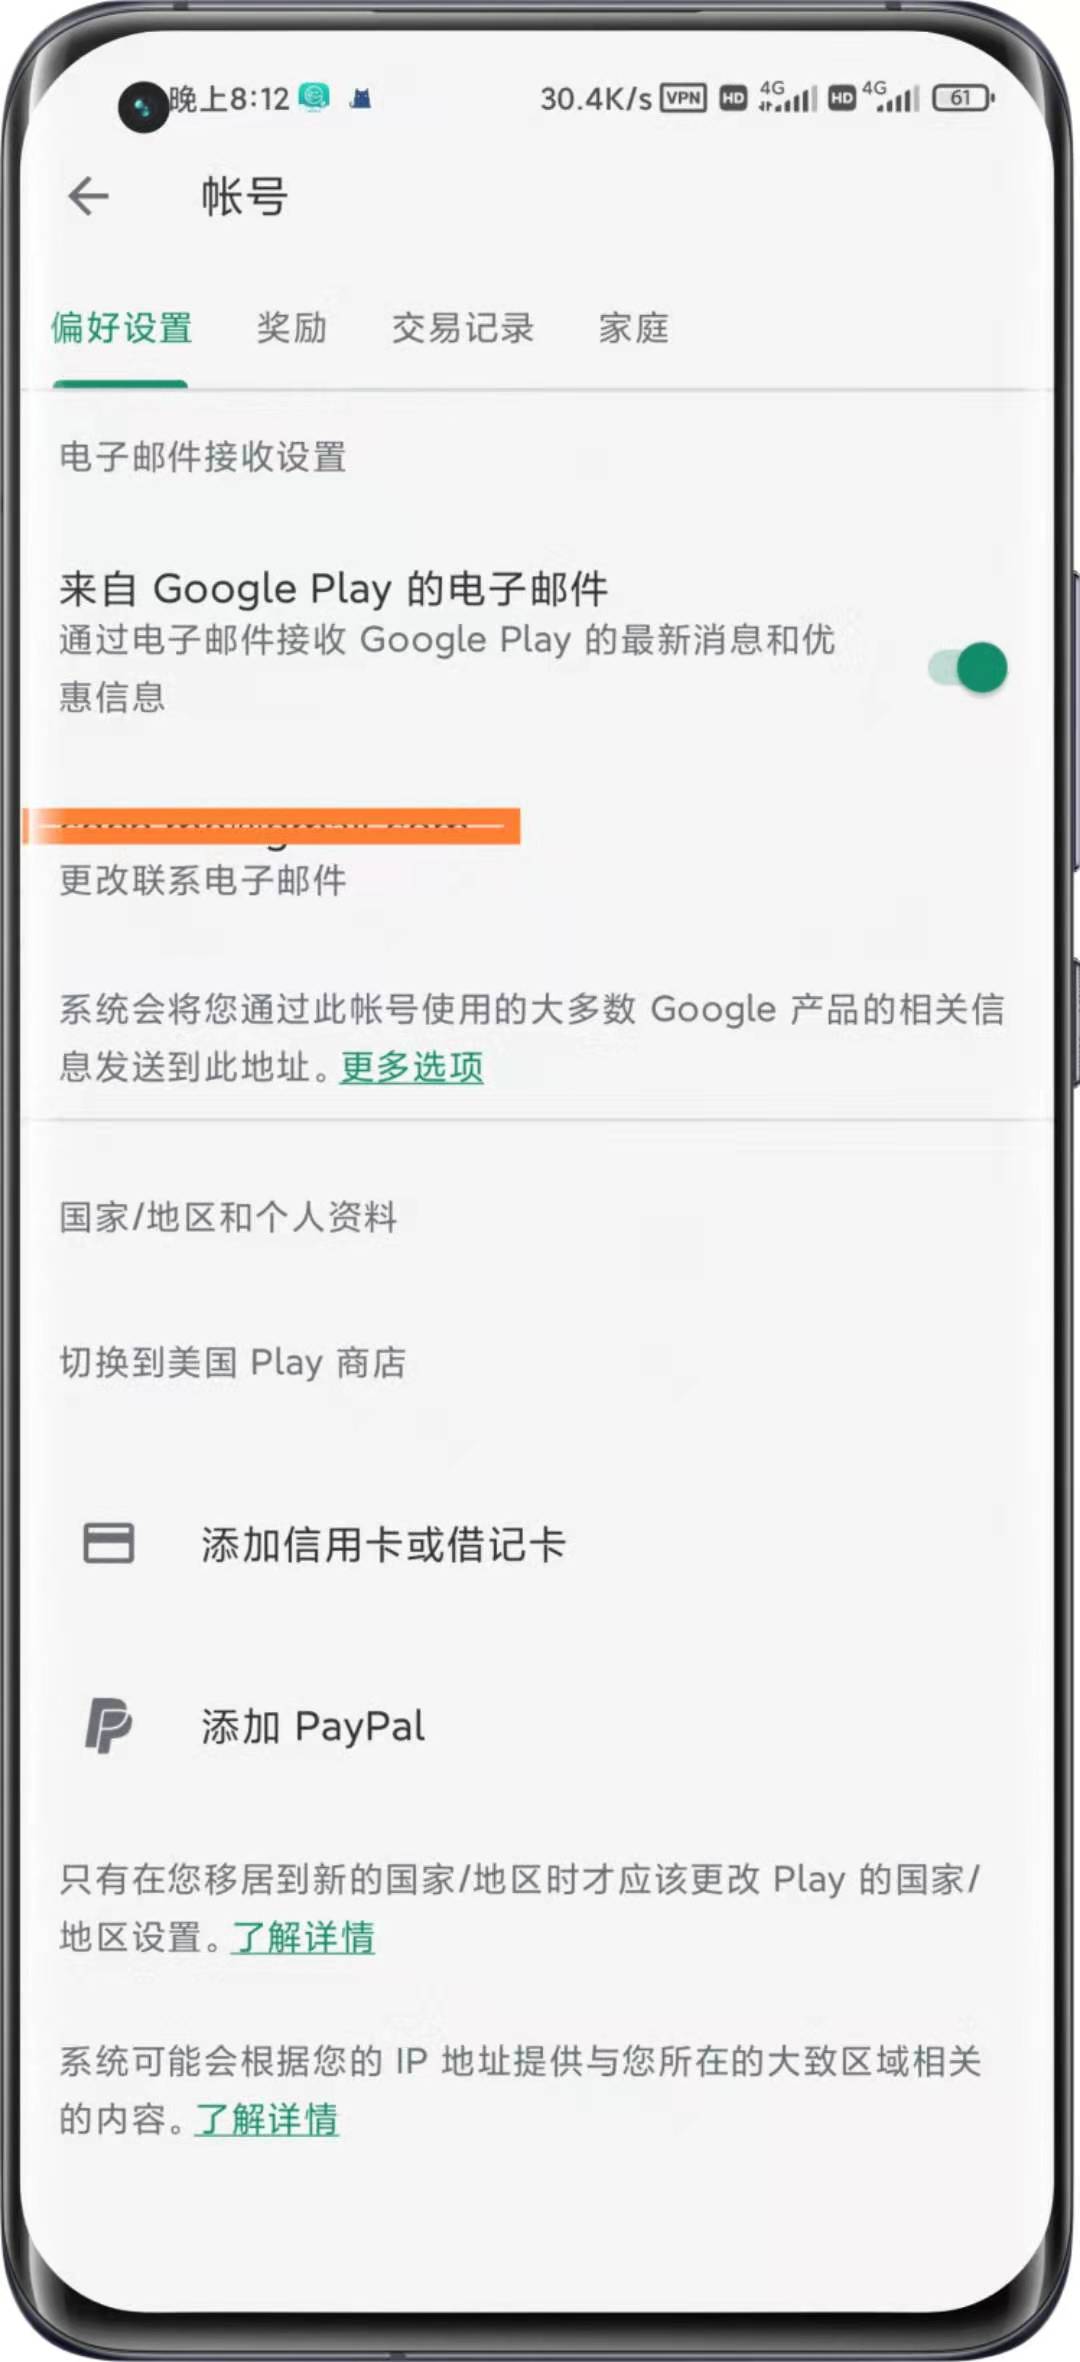 晚上8:12
30.4K/s VPN HD 4G HD 4G 61
帐号
偏好设置 奖励 交易记录 家庭
电子邮件接收设置
来自 Google Play 的电子邮件
通过电子邮件接收 Google Play 的最新消息和优
惠信息
更改联系电子邮件
系统会将您通过此帐号使用的大多数 Google 产品的相关信
息发送到此地址。更多选项
国家/地区和个人资料
切换到美国 Play 商店
添加信用卡或借记卡
添加 PayPal
只有在您移居到新的国家/地区时才应该更改 Play 的国家/
地区设置。了解详情
系统可能会根据您的 IP 地址提供与您所在的大致区域相关
的内容。了解详情